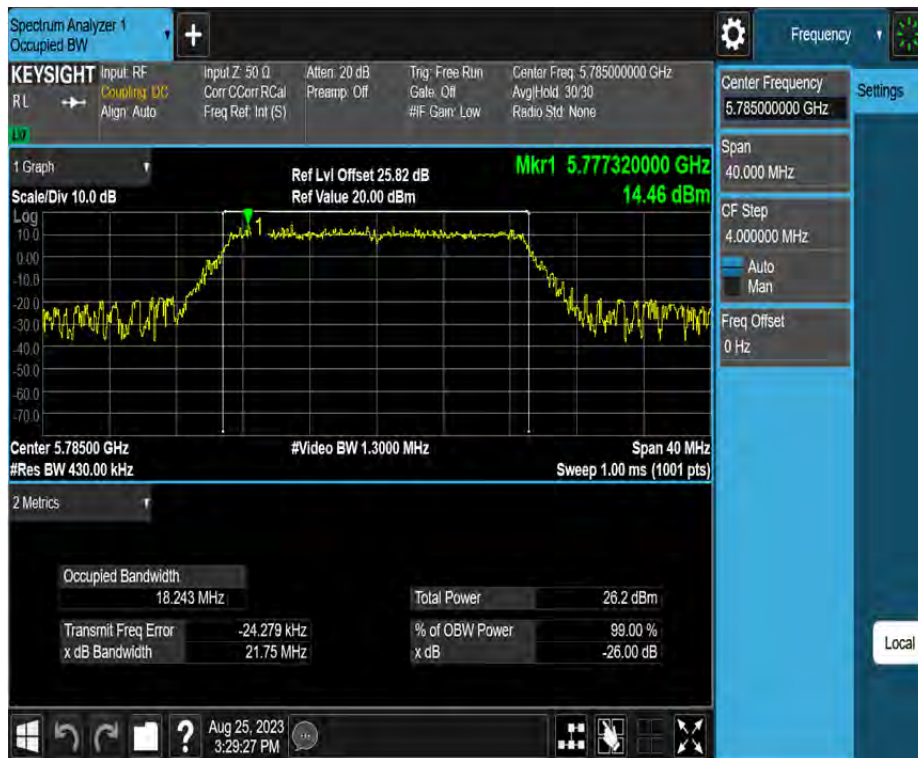 Spectrum Analyzer 1
Occupied BW
Frequency
KEYSIGHT
RL
LXI
Input: RF
Coupling: DC
Align: Auto
Input Z: 50 Ω
Corr CCorr RCal
Freq Ref: Int (S)
Atten: 20 dB
Preamp: Off
Trig: Free Run
Gate: Off
#IF Gain: Low
Center Freq: 5.785000000 GHz
Avg|Hold: 30/30
Radio Std: None
1 Graph
Scale/Div 10.0 dB
Ref Lvl Offset 25.82 dB
Ref Value 20.00 dBm
Mkr1 5.777320000 GHz
14.46 dBm
Log
10.0
0.00
-10.0
-20.0
-30.0
-40.0
-50.0
-60.0
-70.0
1
Center 5.78500 GHz
#Res BW 430.00 kHz
#Video BW 1.3000 MHz
Span 40 MHz
Sweep 1.00 ms (1001 pts)
2 Metrics
Occupied Bandwidth
18.243 MHz
Transmit Freq Error -24.279 kHz
x dB Bandwidth 21.75 MHz
Total Power 26.2 dBm
% of OBW Power 99.00 %
x dB -26.00 dB
Center Frequency
5.785000000 GHz
Span
40.000 MHz
CF Step
4.000000 MHz
Auto
Man
Freq Offset
0 Hz
Settings
Local
?
Aug 25, 2023
3:29:27 PM